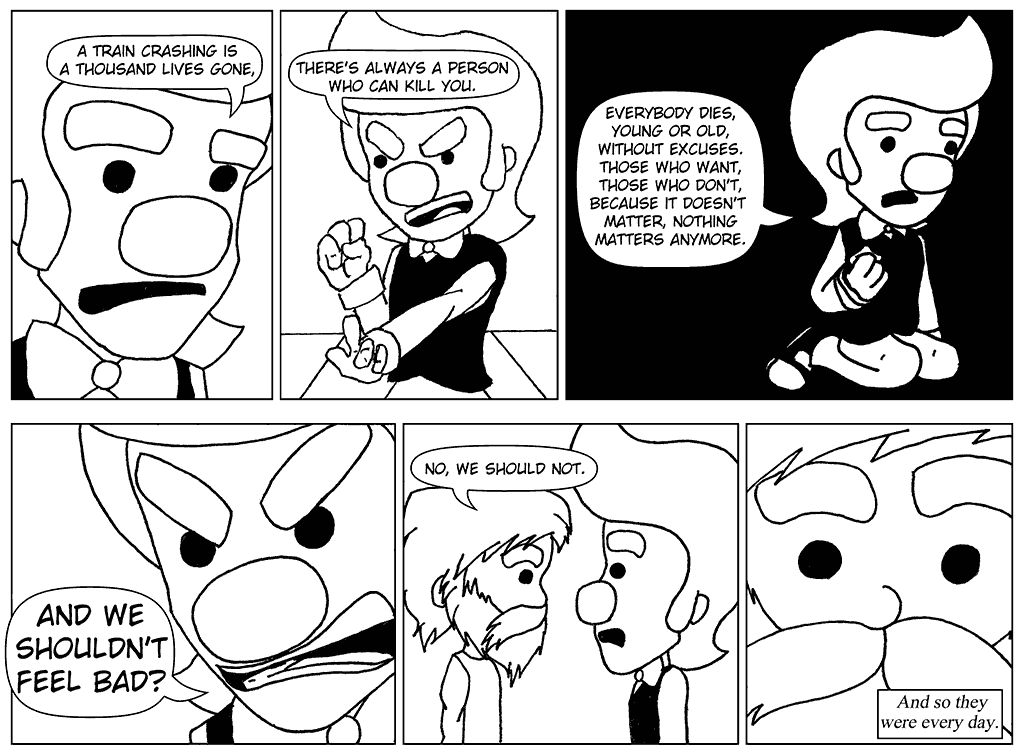 A TRAIN CRASHING IS
A THOUSAND LIVES GONE,
THERE'S ALWAYS A PERSON
WHO CAN KILL YOU.
EVERYBODY DIES,
YOUNG OR OLD,
WITHOUT EXCUSES.
THOSE WHO WANT,
THOSE WHO DON'T,
BECAUSE IT DOESN'T
MATTER, NOTHING
MATTERS ANYMORE.
AND WE
SHOULDN'T
FEEL BAD?
NO, WE SHOULD NOT.
And so they
were every day.